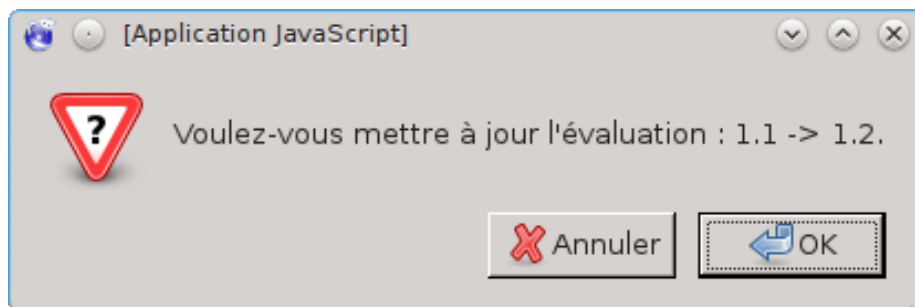 [Application JavaScript]
?
Voulez-vous mettre à jour l'évaluation : 1.1 -> 1.2.
Annuler OK